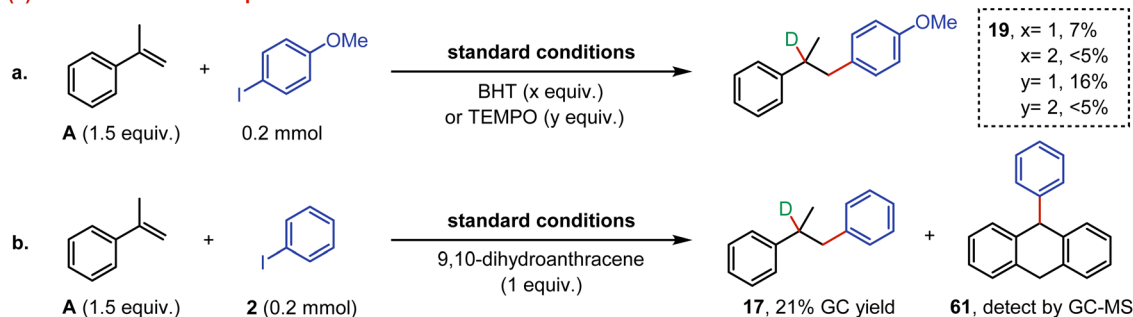 a.
+
OMe
I
A (1.5 equiv.)
0.2 mmol
standard conditions
BHT (x equiv.)
or TEMPO (y equiv.)
D
OMe
19, x= 1, 7%
x= 2, <5%
y= 1, 16%
y= 2, <5%
b.
+
I
A (1.5 equiv.)
2 (0.2 mmol)
standard conditions
9,10-dihydroanthracene
(1 equiv.)
D
+
17, 21% GC yield
61, detect by GC-MS